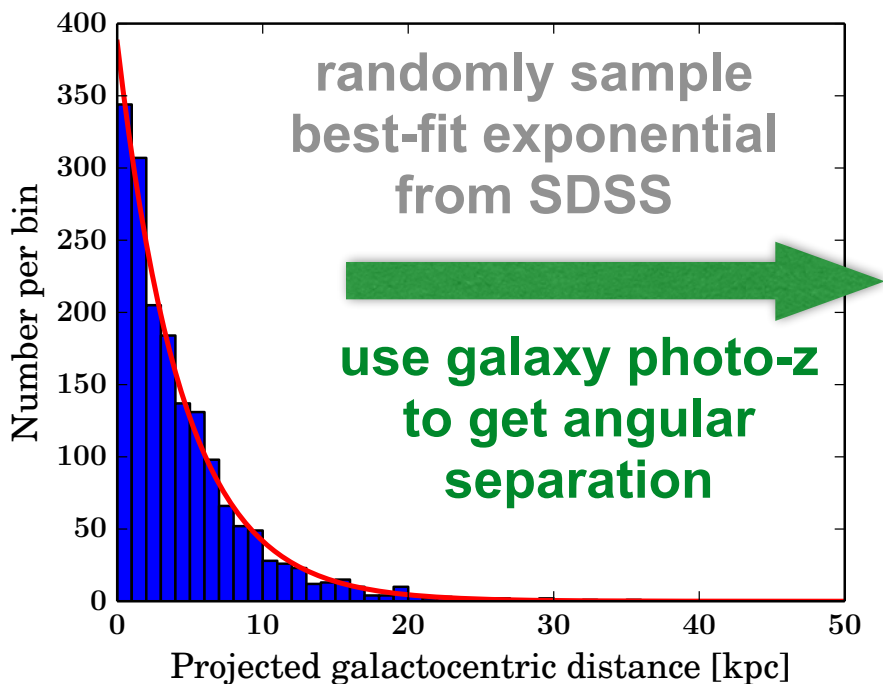 400
350
300
250
200
150
100
50
0
Number per bin
randomly sample
best-fit exponential
from SDSS
use galaxy photo-z
to get angular
separation
0 10 20 30 40 50
Projected galactocentric distance [kpc]